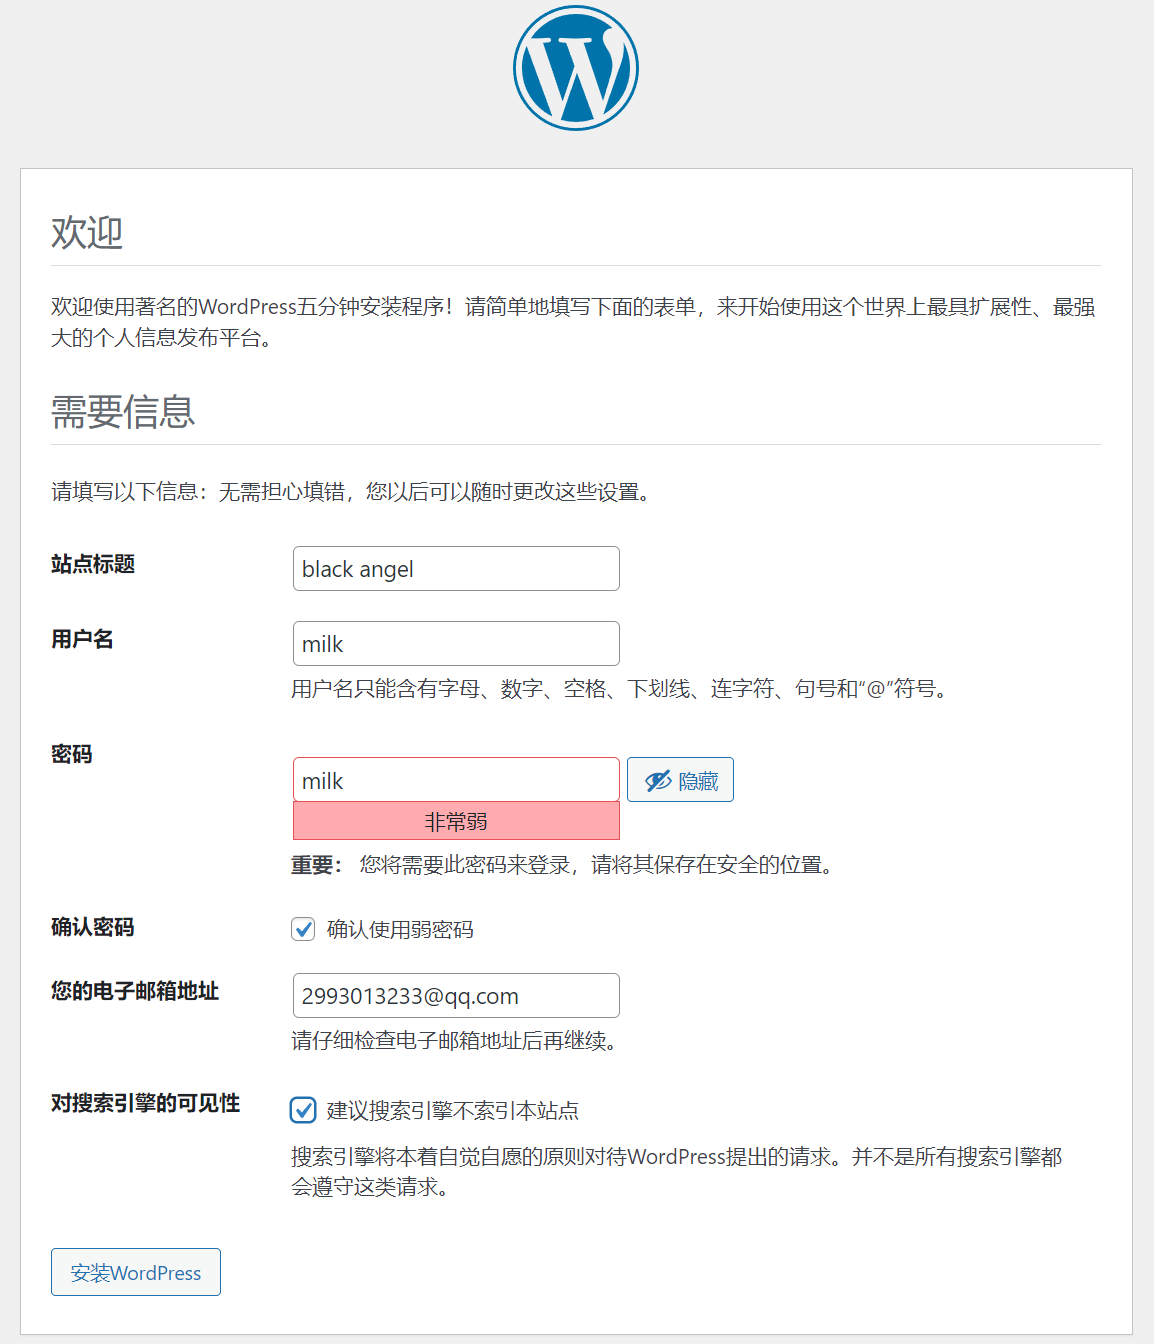 欢迎
欢迎使用著名的WordPress五分钟安装程序！请简单地填写下面的表单，来开始使用这个世界上最具扩展性、最强
大的个人信息发布平台。
需要信息
请填写以下信息：无需担心填错，您以后可以随时更改这些设置。
站点标题
black angel
用户名
milk
用户名只能含有字母、数字、空格、下划线、连字符、句号和“@”符号。
密码
milk
隐藏
非常弱
重要： 您将需要此密码来登录，请将其保存在安全的位置。
确认密码
确认使用弱密码
您的电子邮箱地址
2993013233@qq.com
请仔细检查电子邮箱地址后再继续。
对搜索引擎的可见性
建议搜索引擎不索引本站点
搜索引擎将本着自觉自愿的原则对待WordPress提出的请求。并不是所有搜索引擎都
会遵守这类请求。
安装WordPress